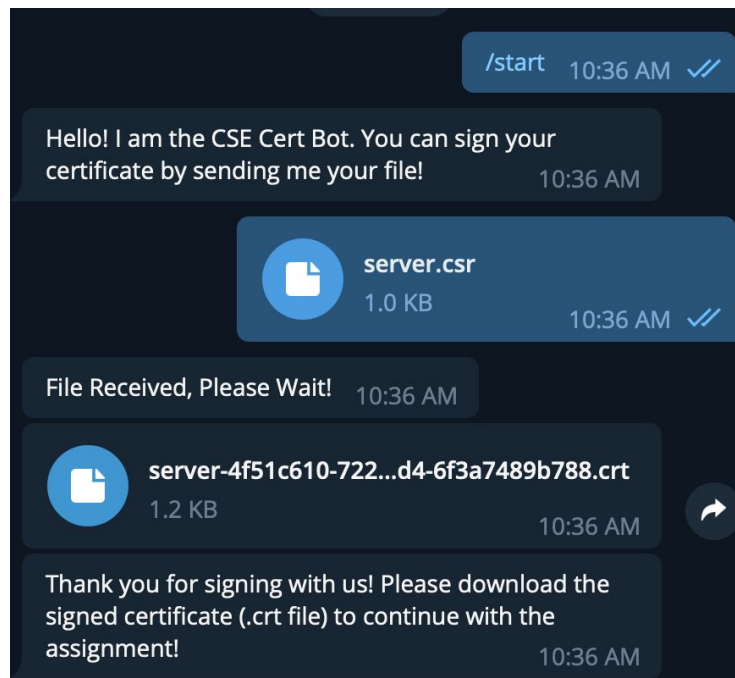 /start 10:36 AM
Hello! I am the CSE Cert Bot. You can sign your
certificate by sending me your file! 10:36 AM
server.csr
1.0 KB
10:36 AM
File Received, Please Wait! 10:36 AM
server-4f51c610-722...d4-6f3a7489b788.crt
1.2 KB
10:36 AM
Thank you for signing with us! Please download the
signed certificate (.crt file) to continue with the
assignment! 10:36 AM